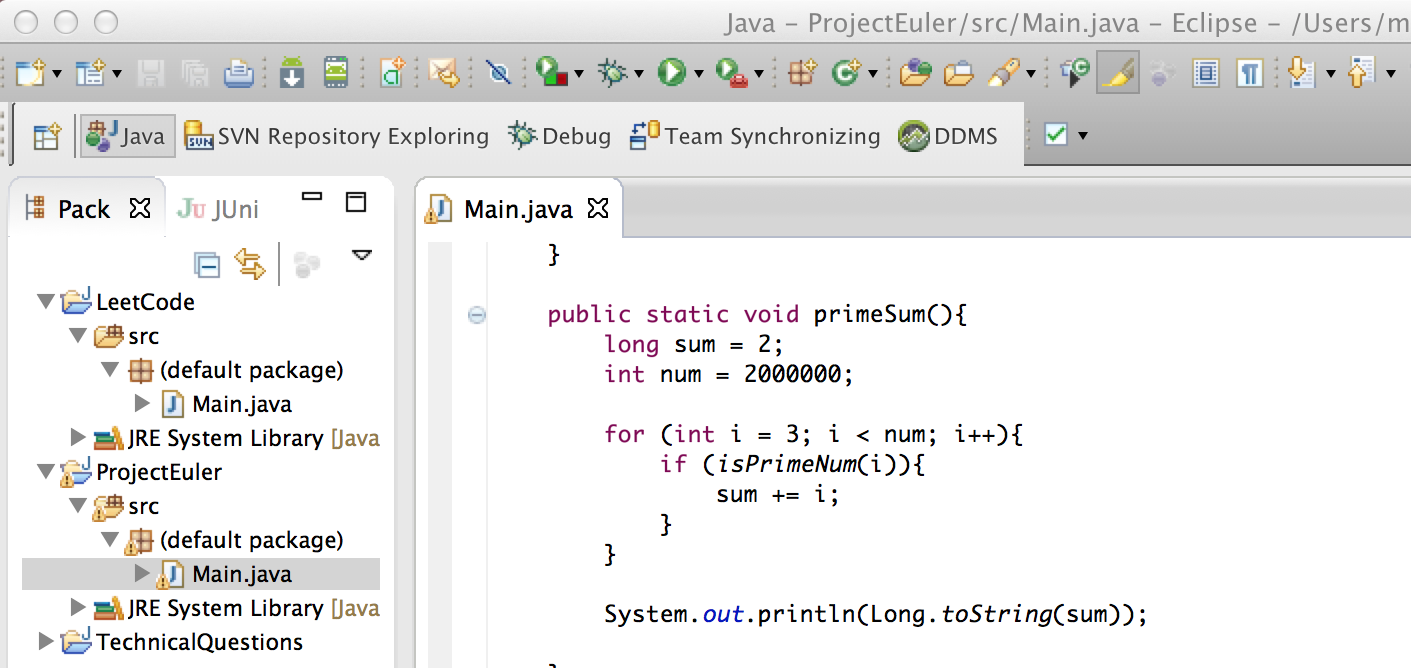 Java – ProjectEuler/src/Main.java – Eclipse – /Users/m
Java SVN Repository Exploring Debug Team Synchronizing DDMS
Pack JUni
Main.java
LeetCode
src
(default package)
Main.java
JRE System Library [Java
ProjectEuler
src
(default package)
Main.java
JRE System Library [Java
TechnicalQuestions
}
public static void primeSum(){
long sum = 2;
int num = 2000000;
for (int i = 3; i < num; i++){
if (isPrimeNum(i)){
sum += i;
}
}
System.out.println(Long.toString(sum));